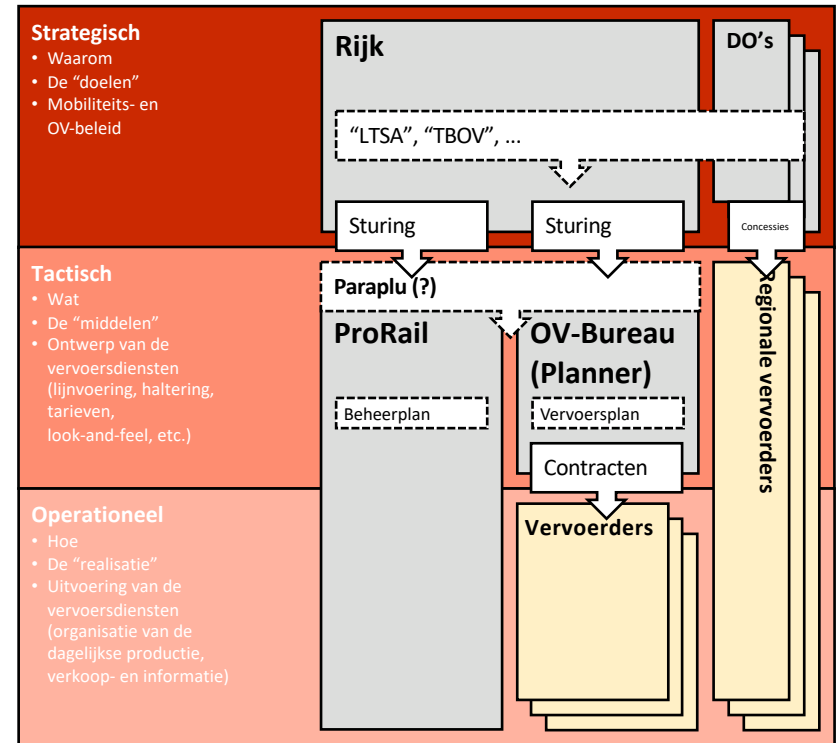 Strategisch
• Waarom
• De “doelen”
• Mobiliteits- en
OV-beleid
Rijk
DO’s
“LTSA”, “TBOV”, ...
Sturing
Sturing
Concessies
Tactisch
• Wat
• De “middelen”
• Ontwerp van de
vervoersdiensten
(lijnvoering, haltering,
tarieven,
look-and-feel, etc.)
Paraplu (?)
ProRail
OV-Bureau
(Planner)
Beheerplan
Vervoersplan
Contracten
Regionale vervoerders
Operationeel
• Hoe
• De “realisatie”
• Uitvoering van de
vervoersdiensten
(organisatie van de
dagelijkse productie,
verkoop- en informatie)
Vervoerders